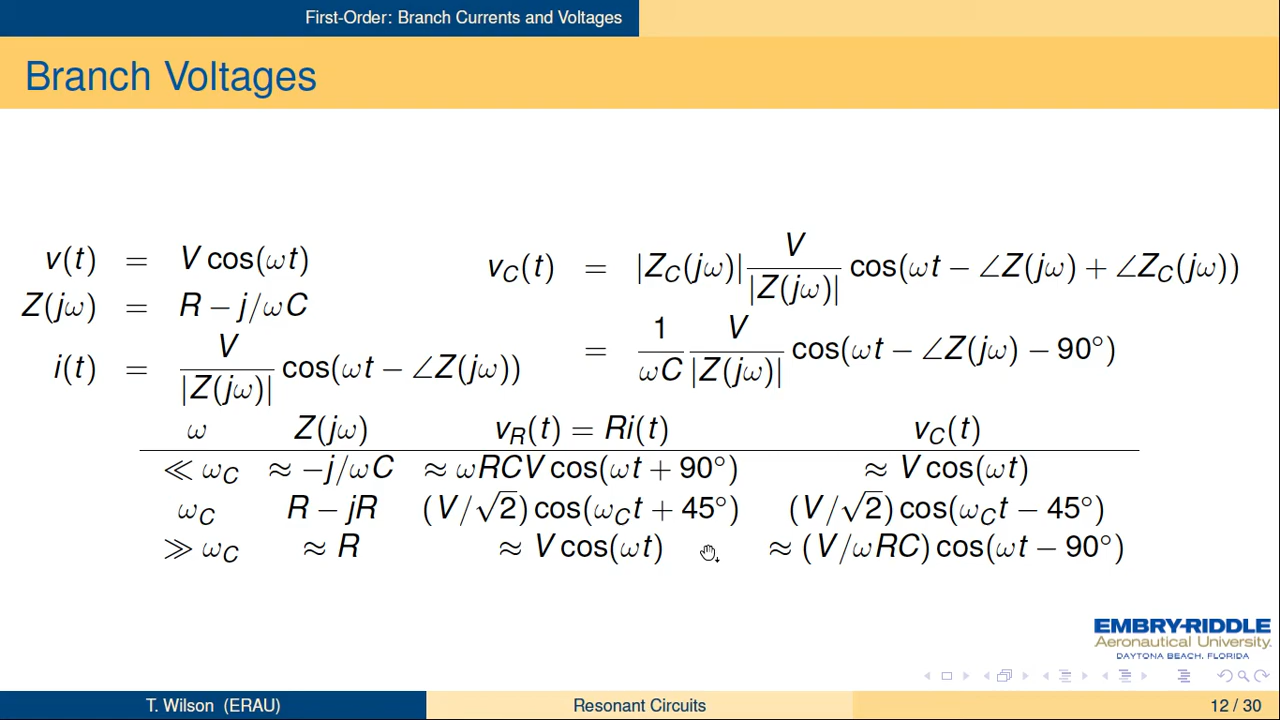 First-Order: Branch Currents and Voltages
Branch Voltages
v(t) = V cos(ωt)
Z(jω) = R − j/ωC
i(t) = V/|Z(jω)| cos(ωt − ∠Z(jω))
v_C(t) = |Z_C(jω)| V/|Z(jω)| cos(ωt − ∠Z(jω) + ∠Z_C(jω))
= 1/ωC V/|Z(jω)| cos(ωt − ∠Z(jω) − 90°)
ω Z(jω) v_R(t) = Ri(t) v_C(t)
≪ ω_C ≈ −j/ωC ≈ ωRCV cos(ωt + 90°) ≈ V cos(ωt)
ω_C R − jR (V/√2) cos(ω_Ct + 45°) (V/√2) cos(ω_Ct − 45°)
≫ ω_C ≈ R ≈ V cos(ωt) ≈ (V/ωRC) cos(ωt − 90°)
EMBRY-RIDDLE
Aeronautical University.
DAYTONA BEACH, FLORIDA
T. Wilson (ERAU) Resonant Circuits 12 / 30